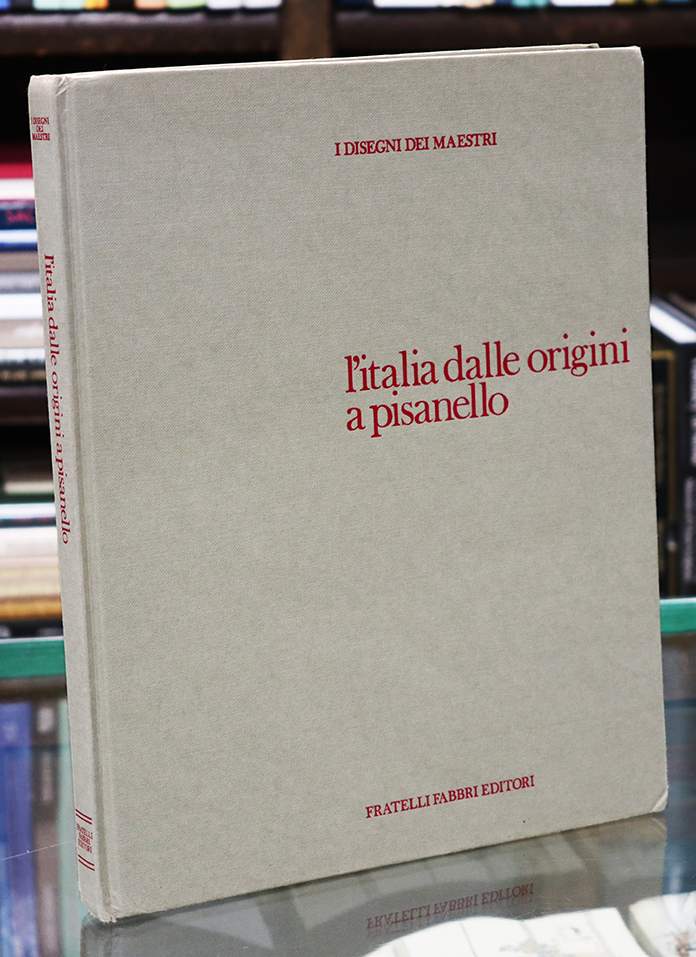 I DISEGNI DEI MAESTRI
l'italia dalle origini
a pisanello
FRATELLI FABBRI EDITORI
I DISEGNI
DEI
MAESTRI
l'italia dalle origini a pisanello
FRATELLI
FABBRI
EDITORI